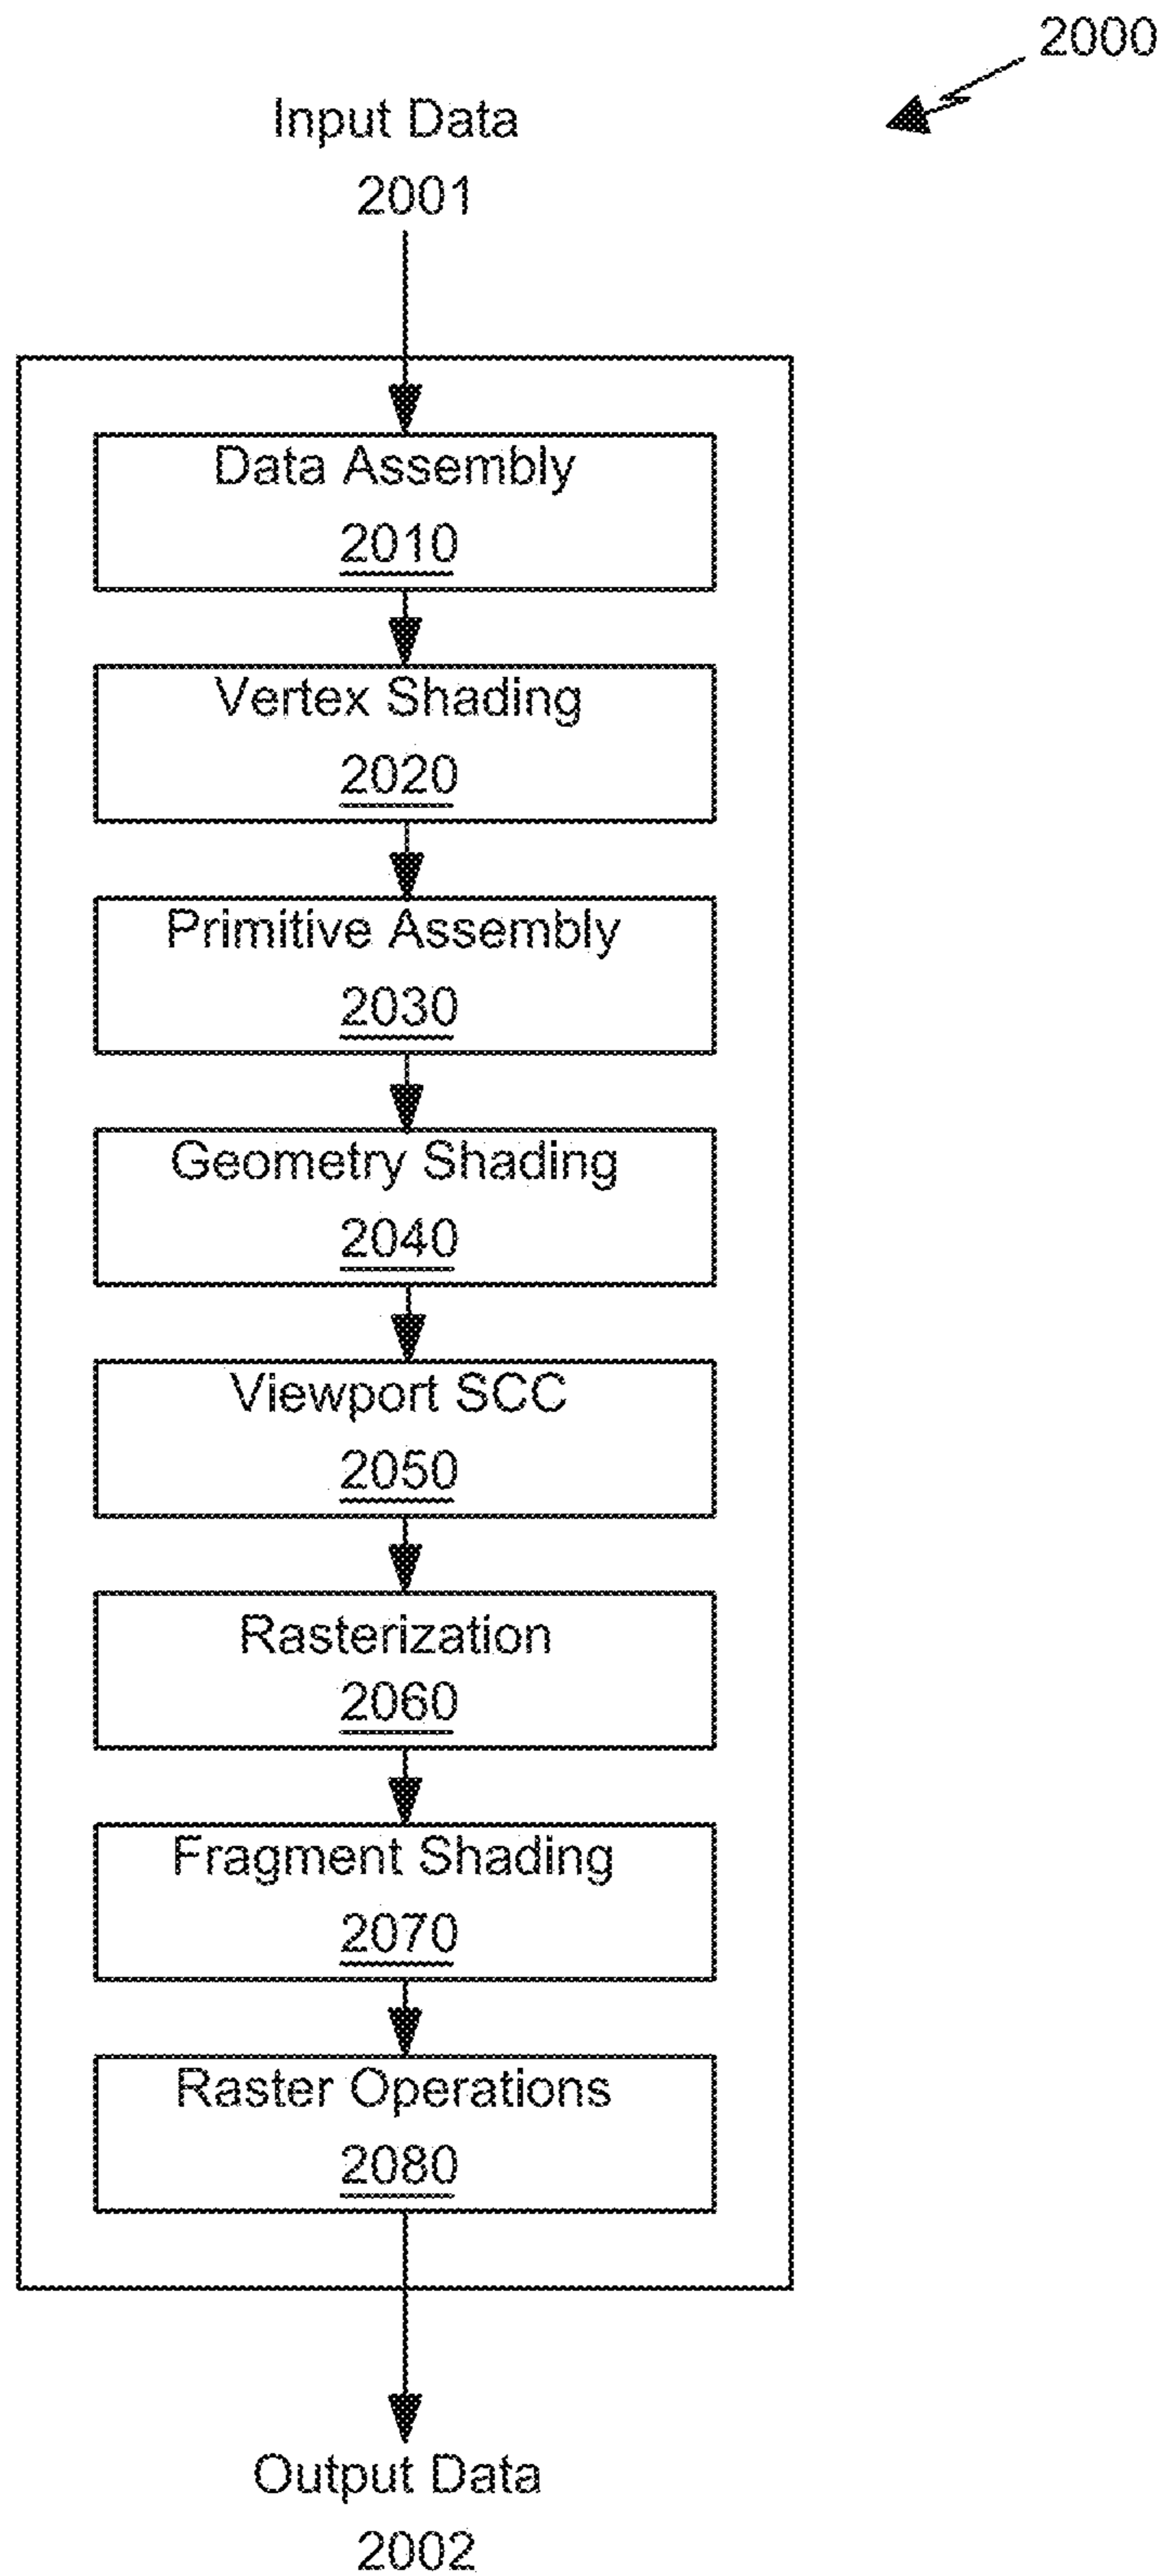 2000
Input Data
2001
Data Assembly
2010
Vertex Shading
2020
Primitive Assembly
2030
Geometry Shading
2040
Viewport SCC
2050
Rasterization
2060
Fragment Shading
2070
Raster Operations
2080
Output Data
2002